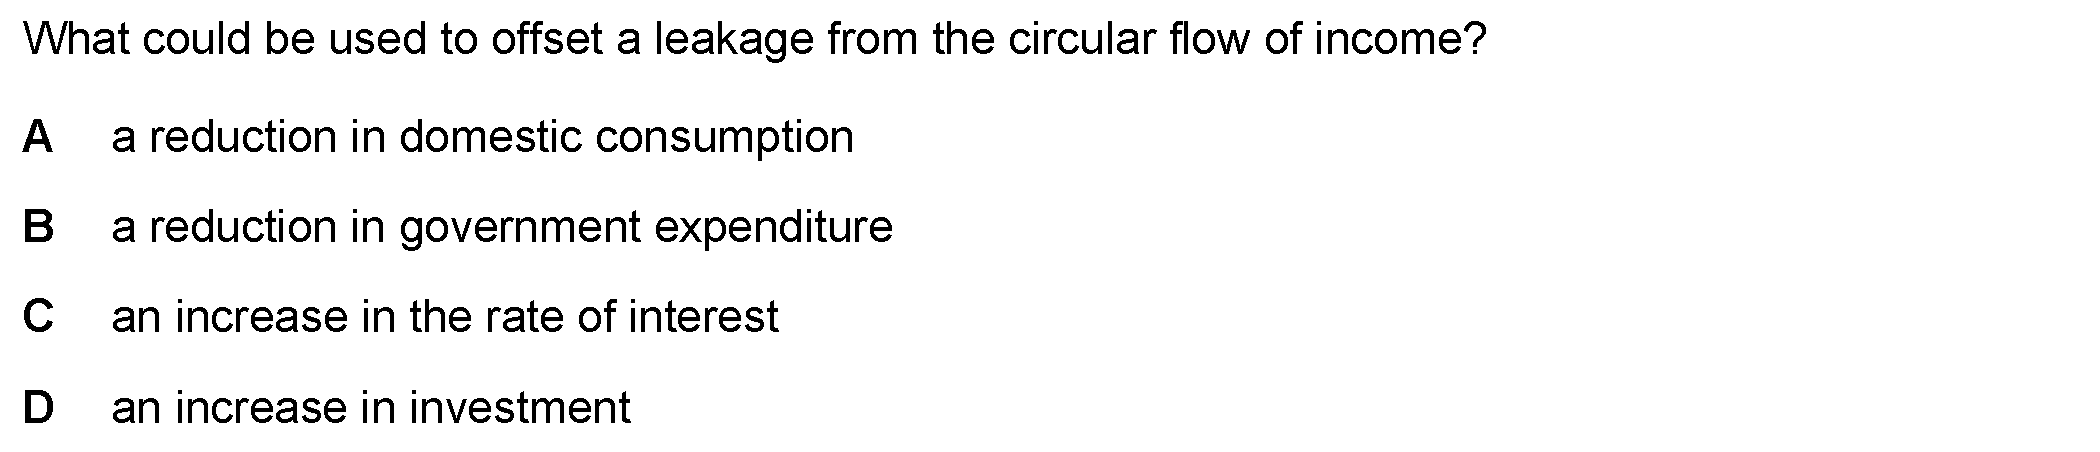 What could be used to offset a leakage from the circular flow of income?
A a reduction in domestic consumption
B a reduction in government expenditure
C an increase in the rate of interest
D an increase in investment